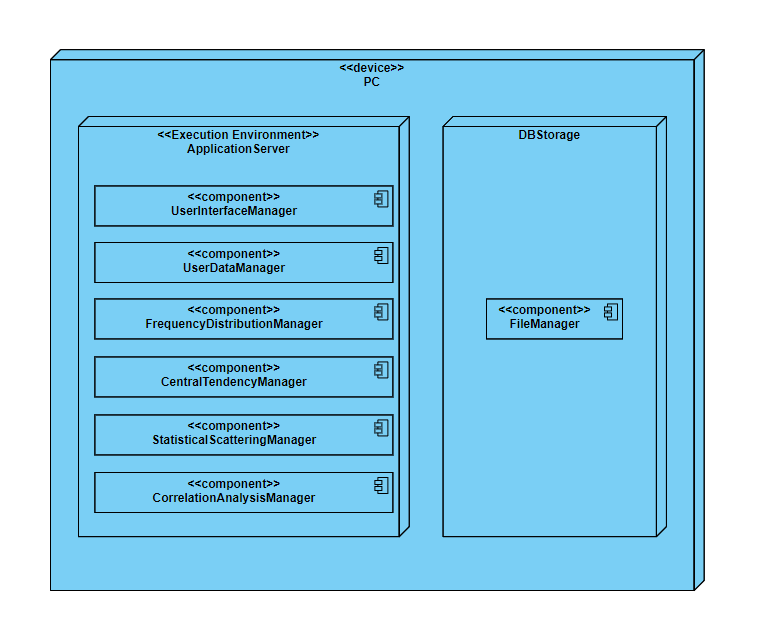 <<device>>
PC
<<Execution Environment>>
ApplicationServer
<<component>>
UserInterfaceManager
<<component>>
UserDataManager
<<component>>
FrequencyDistributionManager
<<component>>
CentralTendencyManager
<<component>>
StatisticalScatteringManager
<<component>>
CorrelationAnalysisManager
DBStorage
<<component>>
FileManager